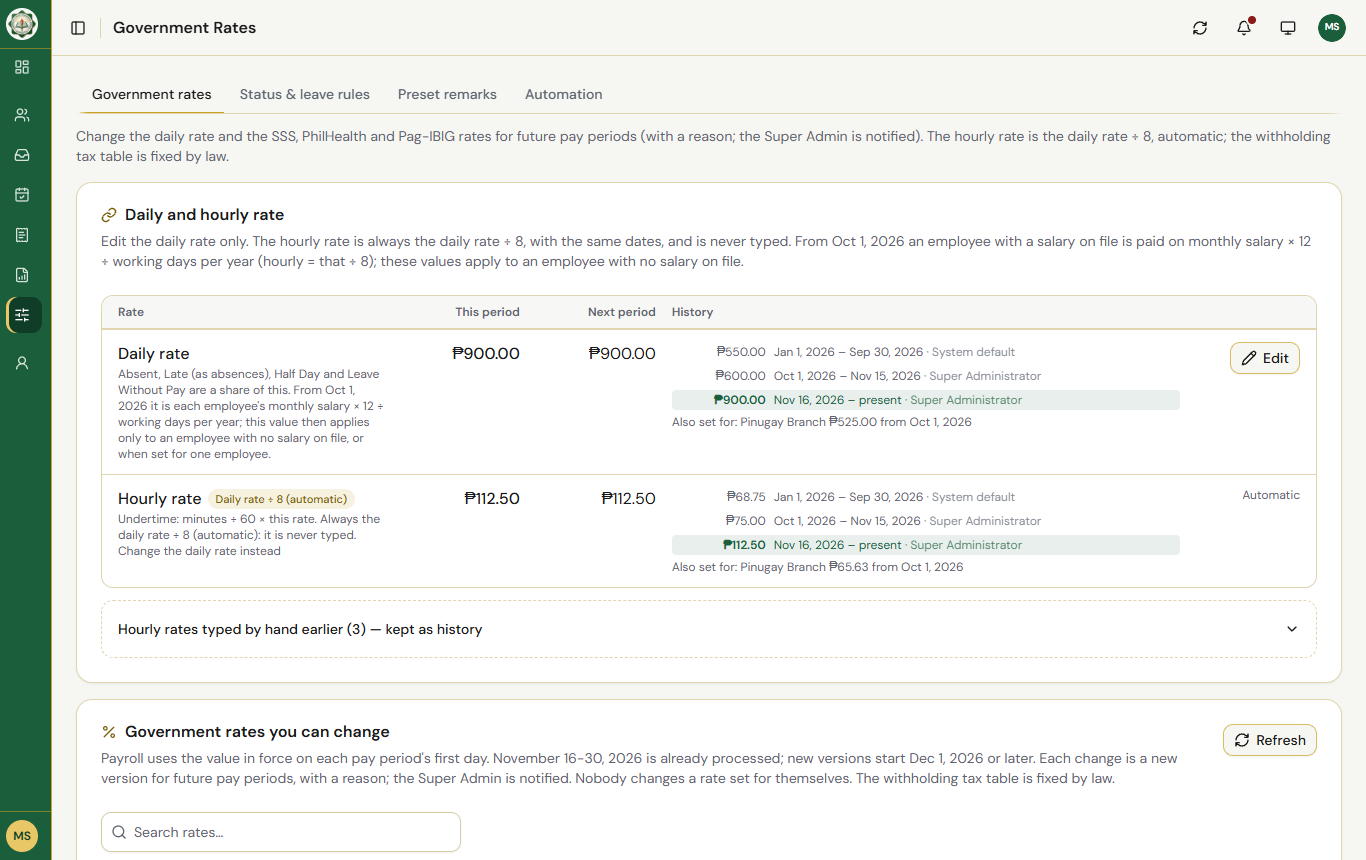 Government Rates
MS
Government rates
Status & leave rules
Preset remarks
Automation
Change the daily rate and the SSS, PhilHealth and Pag-IBIG rates for future pay periods (with a reason; the Super Admin is notified). The hourly rate is the daily rate ÷ 8, automatic; the withholding
tax table is fixed by law.
Daily and hourly rate
Edit the daily rate only. The hourly rate is always the daily rate ÷ 8, with the same dates, and is never typed. From Oct 1, 2026 an employee with a salary on file is paid on monthly salary × 12
÷ working days per year (hourly = that ÷ 8); these values apply to an employee with no salary on file.
Rate This period Next period History
Daily rate ₱900.00 ₱900.00
Absent, Late (as absences), Half Day and Leave
Without Pay are a share of this. From Oct 1,
2026 it is each employee's monthly salary × 12 ÷
working days per year; this value then applies
only to an employee with no salary on file, or
when set for one employee.
₱550.00 Jan 1, 2026 – Sep 30, 2026 · System default
₱600.00 Oct 1, 2026 – Nov 15, 2026 · Super Administrator
₱900.00 Nov 16, 2026 – present · Super Administrator
Also set for: Pinugay Branch ₱525.00 from Oct 1, 2026
Edit
Hourly rate Daily rate ÷ 8 (automatic) ₱112.50 ₱112.50
Undertime: minutes ÷ 60 × this rate. Always the
daily rate ÷ 8 (automatic): it is never typed.
Change the daily rate instead
₱68.75 Jan 1, 2026 – Sep 30, 2026 · System default
₱75.00 Oct 1, 2026 – Nov 15, 2026 · Super Administrator
₱112.50 Nov 16, 2026 – present · Super Administrator
Also set for: Pinugay Branch ₱65.63 from Oct 1, 2026
Automatic
Hourly rates typed by hand earlier (3) — kept as history
Government rates you can change
Payroll uses the value in force on each pay period's first day. November 16-30, 2026 is already processed; new versions start Dec 1, 2026 or later. Each change is a new
version for future pay periods, with a reason; the Super Admin is notified. Nobody changes a rate set for themselves. The withholding tax table is fixed by law.
Refresh
Search rates…
MS